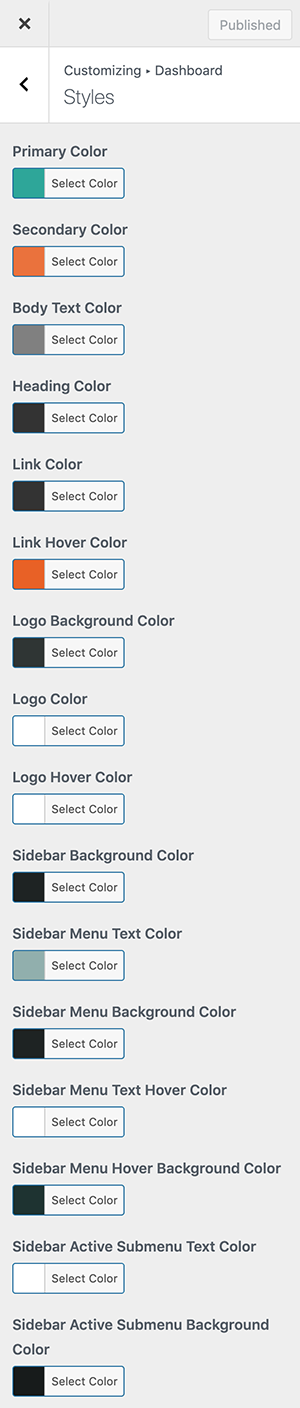 Published
Customizing ▸ Dashboard
Styles
Primary Color
Select Color
Secondary Color
Select Color
Body Text Color
Select Color
Heading Color
Select Color
Link Color
Select Color
Link Hover Color
Select Color
Logo Background Color
Select Color
Logo Color
Select Color
Logo Hover Color
Select Color
Sidebar Background Color
Select Color
Sidebar Menu Text Color
Select Color
Sidebar Menu Background Color
Select Color
Sidebar Menu Text Hover Color
Select Color
Sidebar Menu Hover Background Color
Select Color
Sidebar Active Submenu Text Color
Select Color
Sidebar Active Submenu Background
Color
Select Color